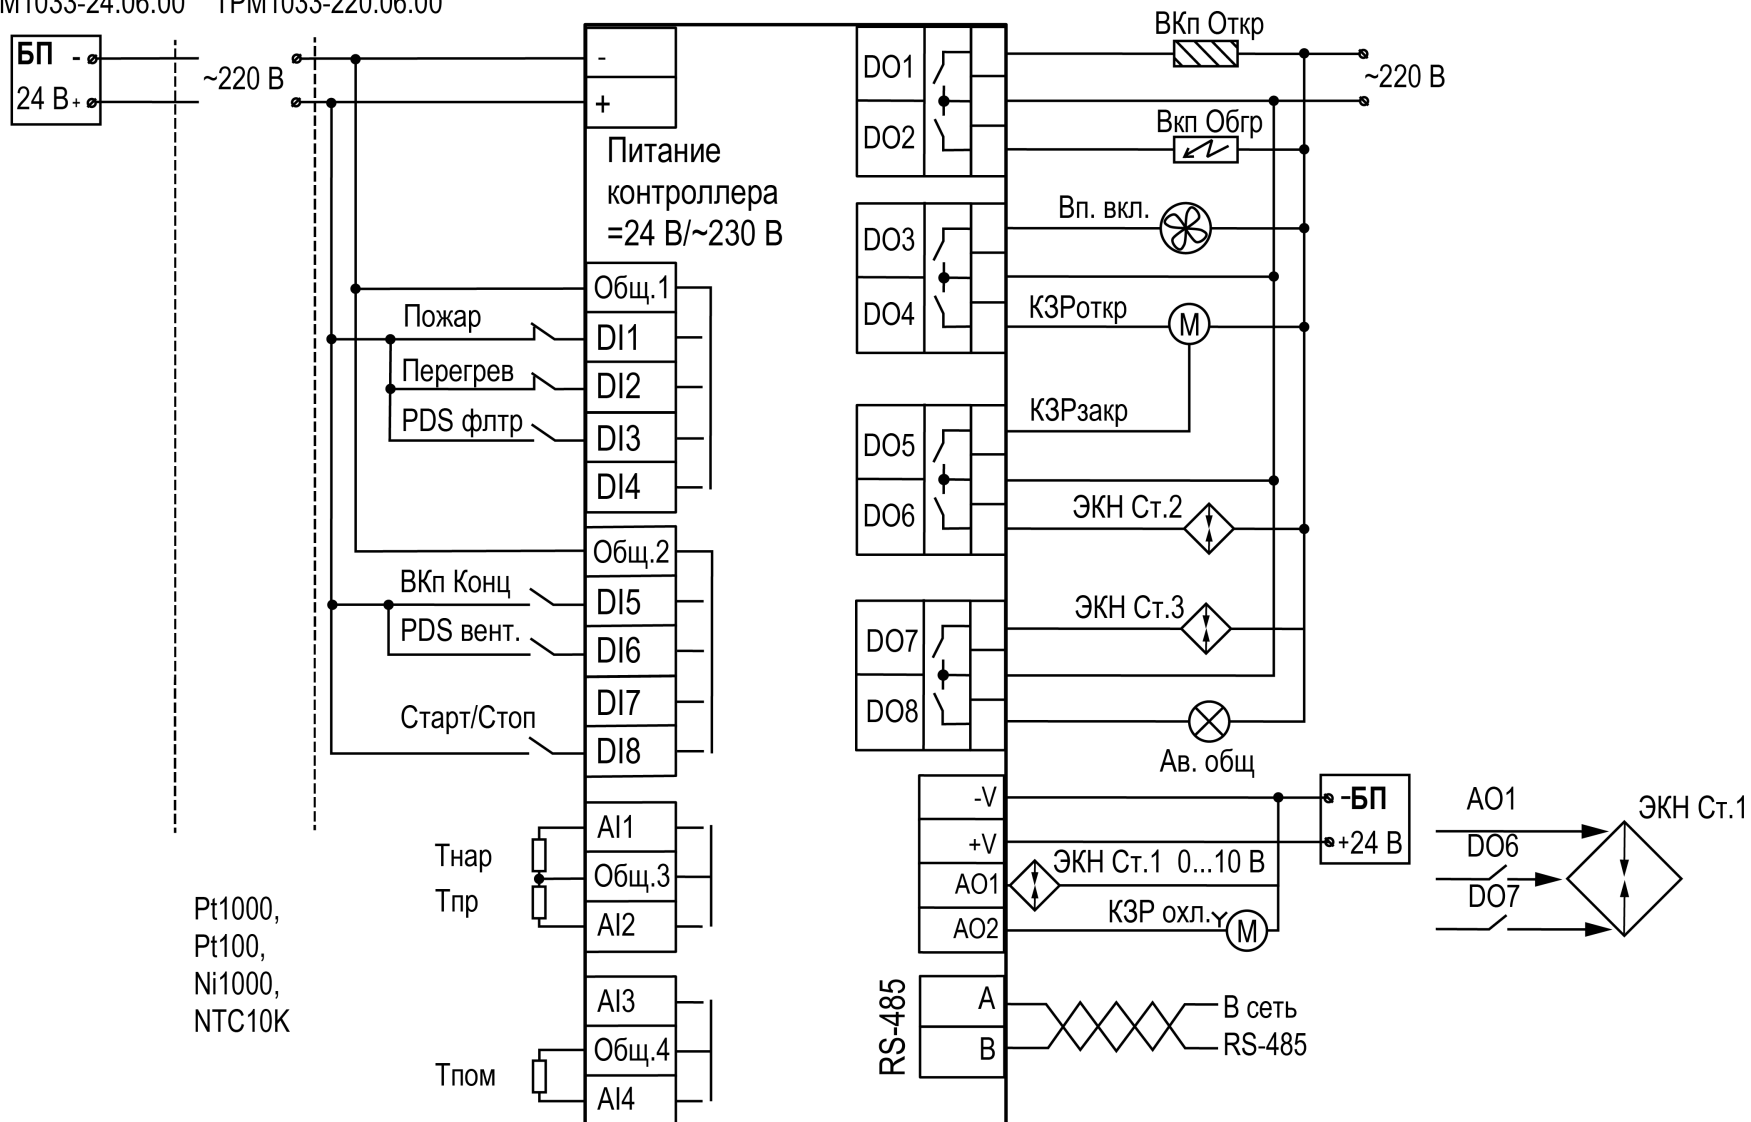 М1033-24.06.00 ТРМ1033-220.06.00
БП -
24 В +
~220 В
-
+
Питание
контроллера
=24 В/~230 В
Общ.1
Пожар
DI1
Перегрев
DI2
PDS флтр
DI3
DI4
Общ.2
ВКп Конц
DI5
PDS вент.
DI6
DI7
Старт/Стоп
DI8
AI1
Тнар
Общ.3
Тпр
AI2
AI3
Общ.4
Тпом
AI4
Pt1000,
Pt100,
Ni1000,
NTC10K
DO1
ВКп Откр
~220 В
DO2
Вкп Обгр
DO3
Вп. вкл.
DO4
КЗРоткр
М
КЗРзакр
DO5
DO6
ЭКН Ст.2
DO7
ЭКН Ст.3
DO8
Ав. общ
-V
+V
-БП
+24 В
AO1
ЭКН Ст.1 0...10 В
AO2
КЗР охл.
М
RS-485
A
B
В сеть
RS-485
AO1
ЭКН Ст.1
DO6
DO7